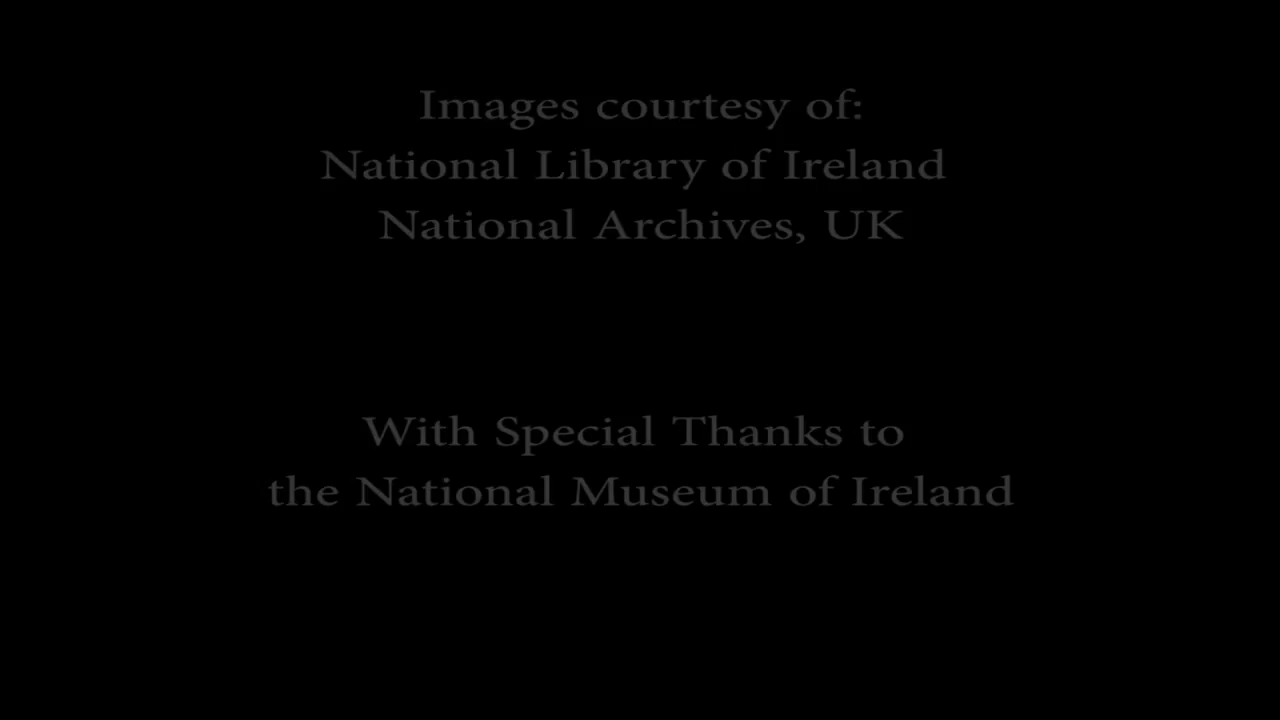 Images courtesy of:
National Library of Ireland
National Archives, UK
With Special Thanks to
the National Museum of Ireland